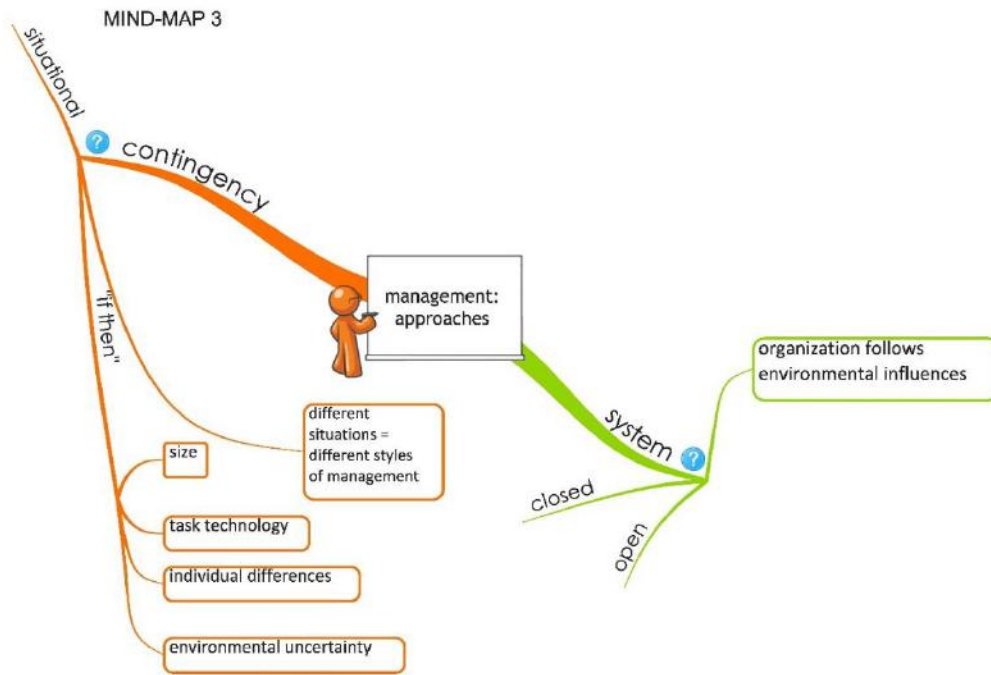 MIND-MAP 3
situational
?
contingency
"if then"
different
situations =
different styles
of management
size
task technology
individual differences
environmental uncertainty
management:
approaches
system
?
organization follows
environmental influences
closed
open